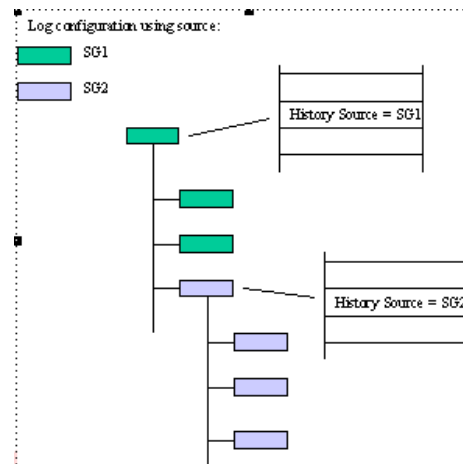 Log configuration using source:
SG1
SG2
History Source = SG1
History Source = SG2